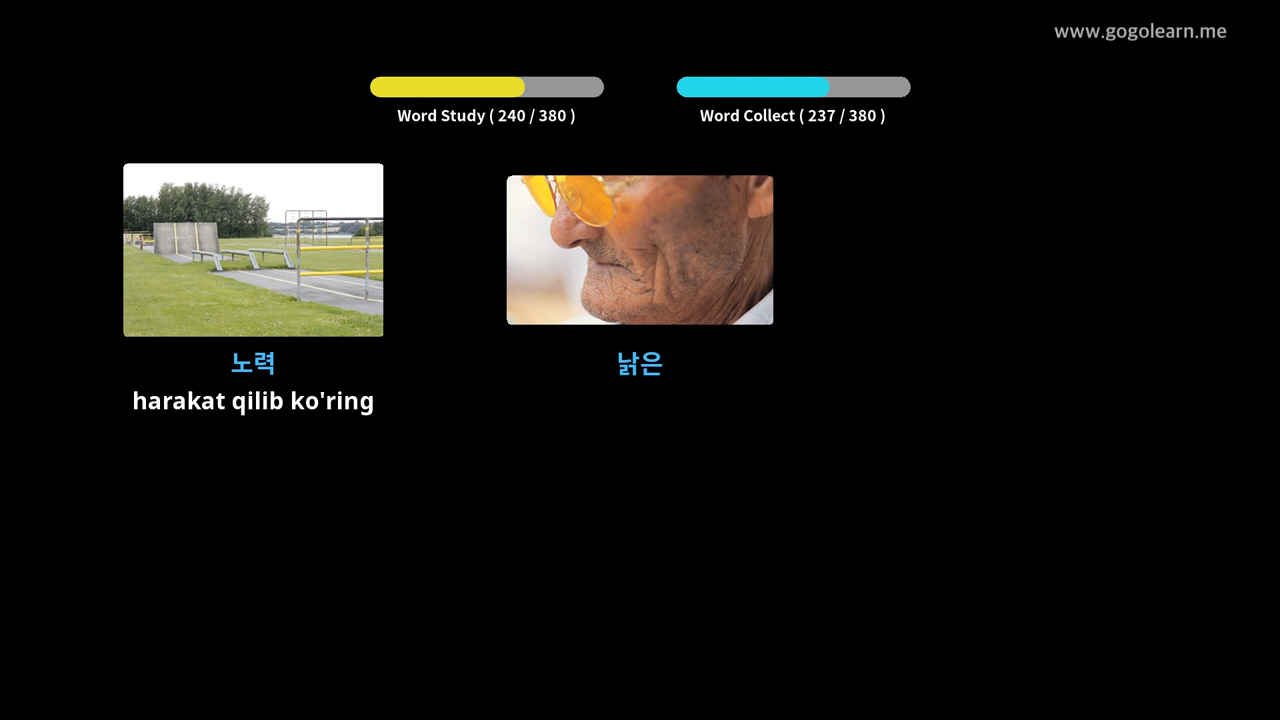 www.gogolearn.me
Word Study ( 240 / 380 )
Word Collect ( 237 / 380 )
노력
harakat qilib ko'ring
낡은